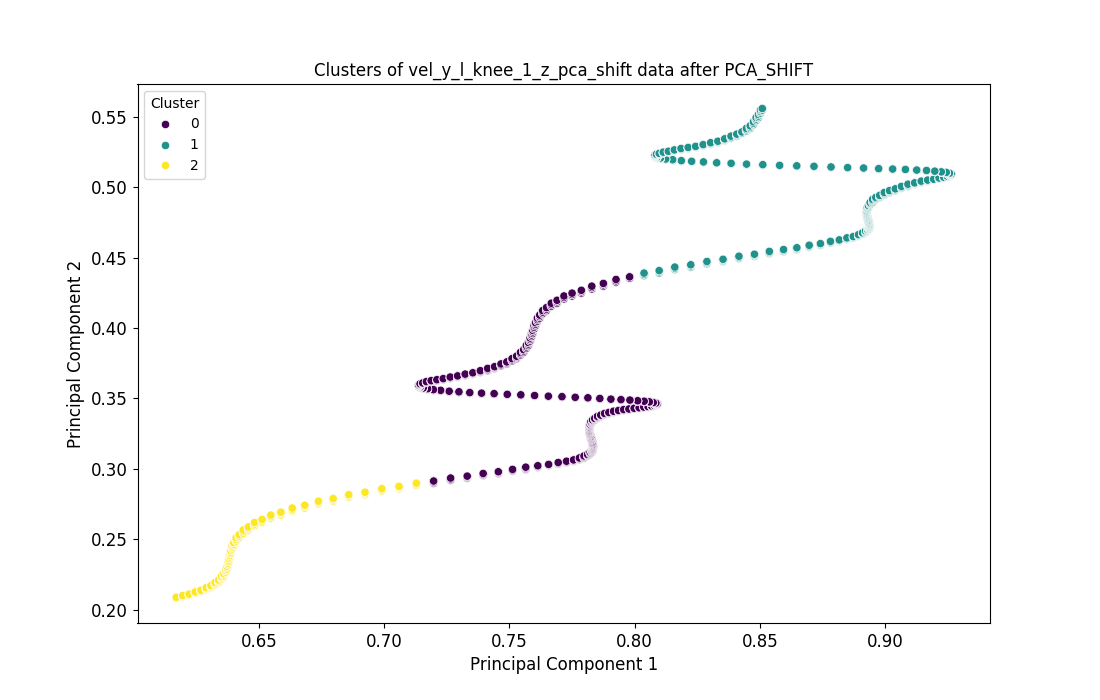 Clusters of vel_y_l_knee_1_z_pca_shift data after PCA_SHIFT
Cluster
0
1
2
0.55
0.50
0.45
0.40
0.35
0.30
0.25
0.20
Principal Component 2
0.65 0.70 0.75 0.80 0.85 0.90
Principal Component 1